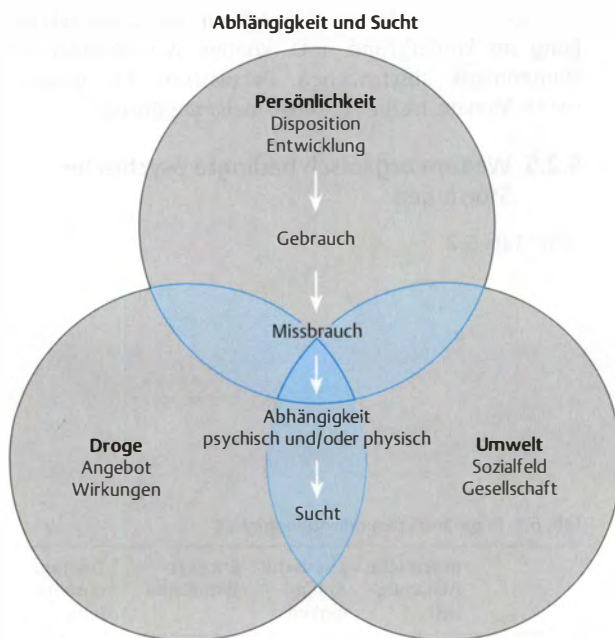 Abhängigkeit und Sucht
Persönlichkeit
Disposition
Entwicklung
Gebrauch
Missbrauch
Abhängigkeit
psychisch und/oder physisch
Droge
Angebot
Wirkungen
Umwelt
Sozialfeld
Gesellschaft
Sucht